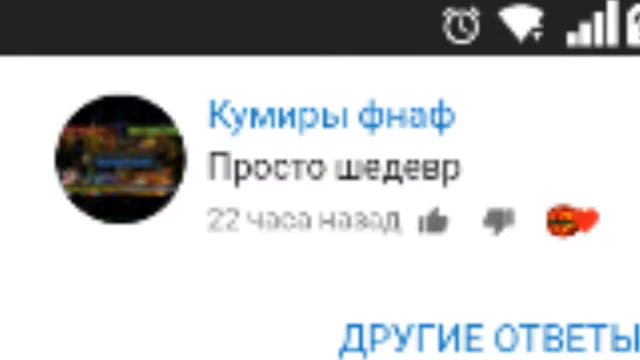 Кумиры фнаф
Просто шедевр
22 часа назад
ДРУГИЕ ОТВЕТЫ